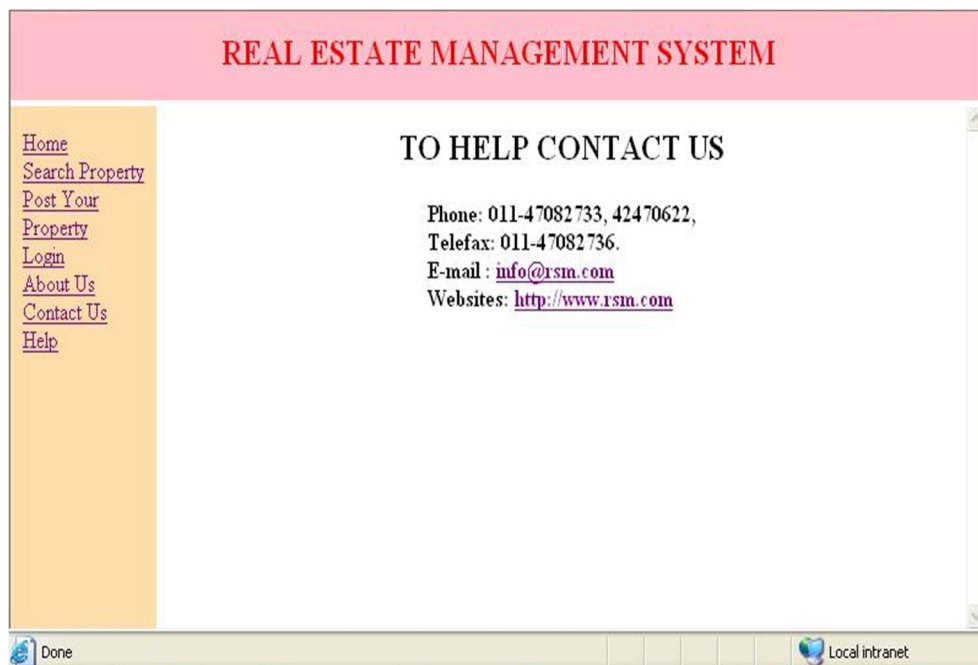 REAL ESTATE MANAGEMENT SYSTEM
Home
Search Property
Post Your
Property
Login
About Us
Contact Us
Help
TO HELP CONTACT US
Phone: 011-47082733, 42470622,
Telefax: 011-47082736.
E-mail : info@rsm.com
Websites: http://www.rsm.com
Done
Local intranet